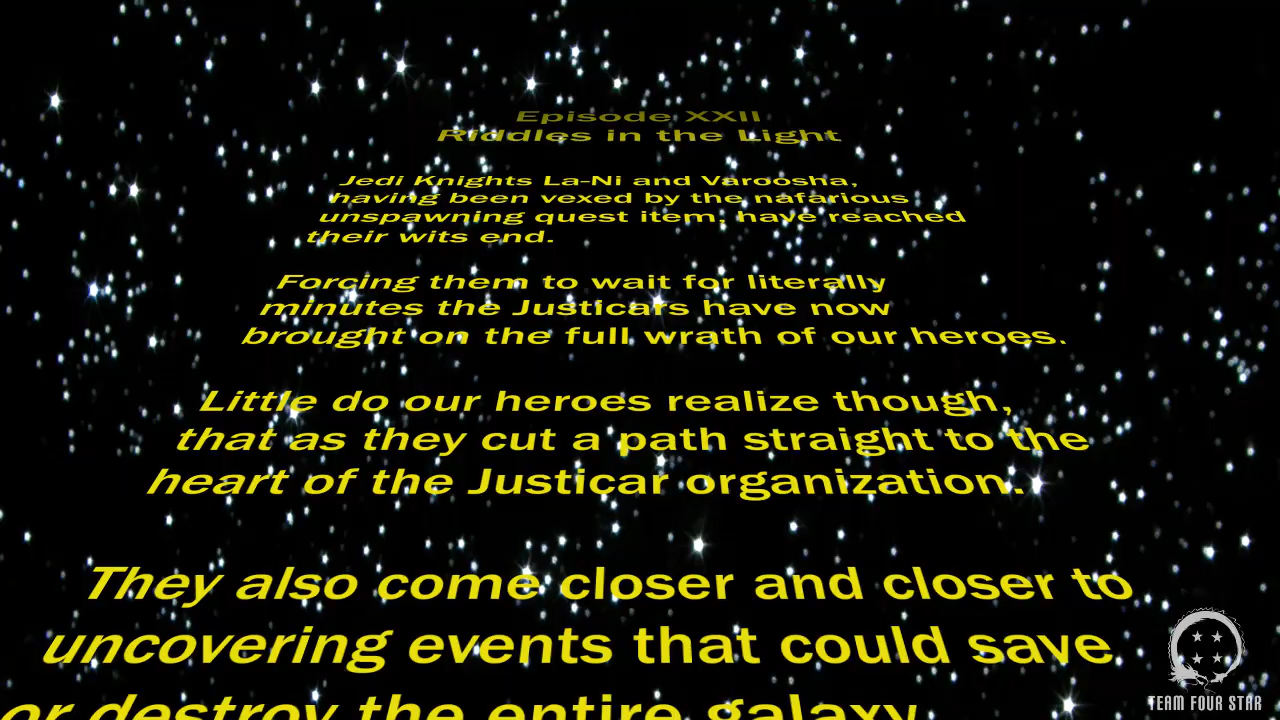 Episode XXII
Riddles in the Light
Jedi Knights La-Ni and Varoosha,
having been vexed by the nafarious
unspawning quest item, have reached
their wits end.
Forcing them to wait for literally
minutes the Justicars have now
brought on the full wrath of our heroes.
Little do our heroes realize though,
that as they cut a path straight to the
heart of the Justicar organization.
They also come closer and closer to
uncovering events that could save
or destroy the entire galaxy
TEAM FOUR STAR